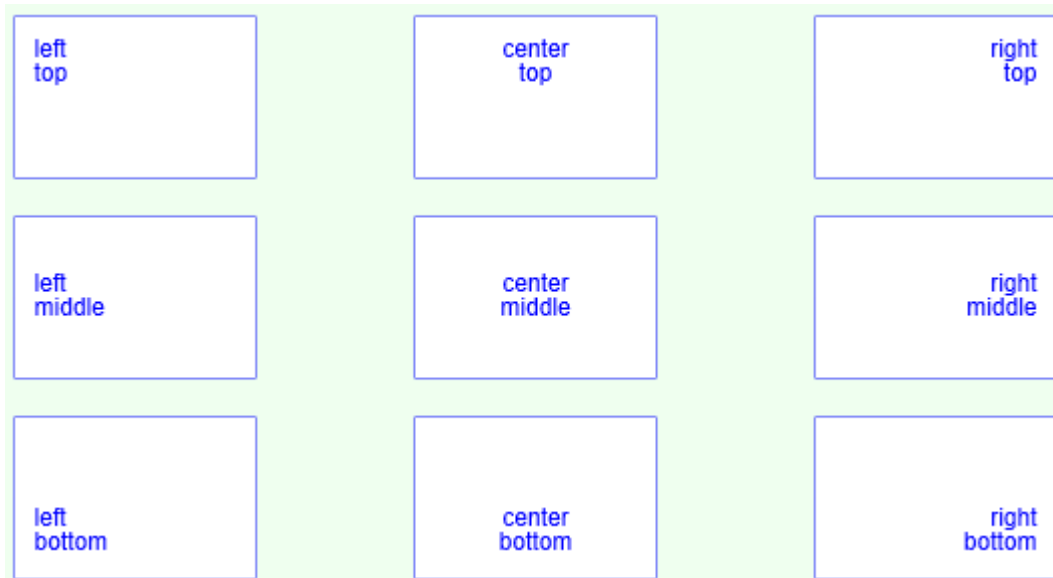 left
top
center
top
right
top
left
middle
center
middle
right
middle
left
bottom
center
bottom
right
bottom